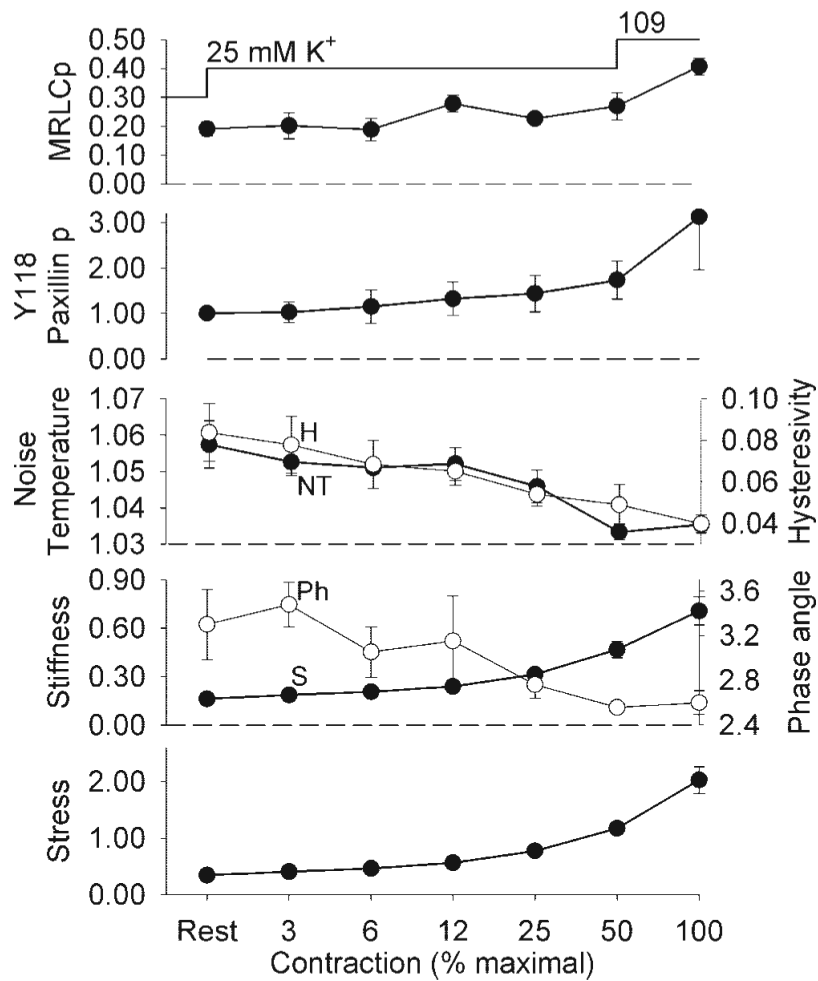 109
25 mM K+
0.50
0.40
0.30
0.20
0.10
0.00
MRLCp
3.00
2.00
1.00
0.00
Y118
Paxillin p
1.07
1.06
1.05
1.04
1.03
Noise
Temperature
H
NT
0.10
0.08
0.06
0.04
Hysteresivity
0.90
0.60
0.30
0.00
Stiffness
Ph
S
3.6
3.2
2.8
2.4
Phase angle
2.00
1.00
0.00
Stress
Rest 3 6 12 25 50 100
Contraction (% maximal)